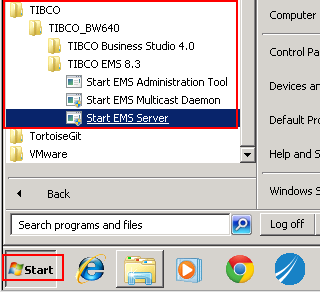 TIBCO
TIBCO_BW640
TIBCO Business Studio 4.0
TIBCO EMS 8.3
Start EMS Administration Tool
Start EMS Multicast Daemon
Start EMS Server
TortoiseGit
VMware
Back
Search programs and files
Computer
Control Pa
Devices an
Default Pro
Help and S
Windows S
Log off
Start